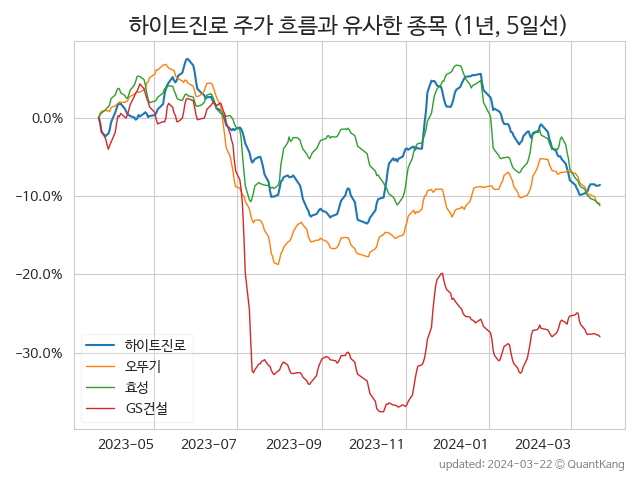 하이트진로 주가 흐름과 유사한 종목 (1년, 5일선)
0.0%
−10.0%
−20.0%
−30.0%
하이트진로
오뚜기
효성
GS건설
2023−05
2023−07
2023−09
2023−11
2024−01
2024−03
updated: 2024−03−22 © QuantKang